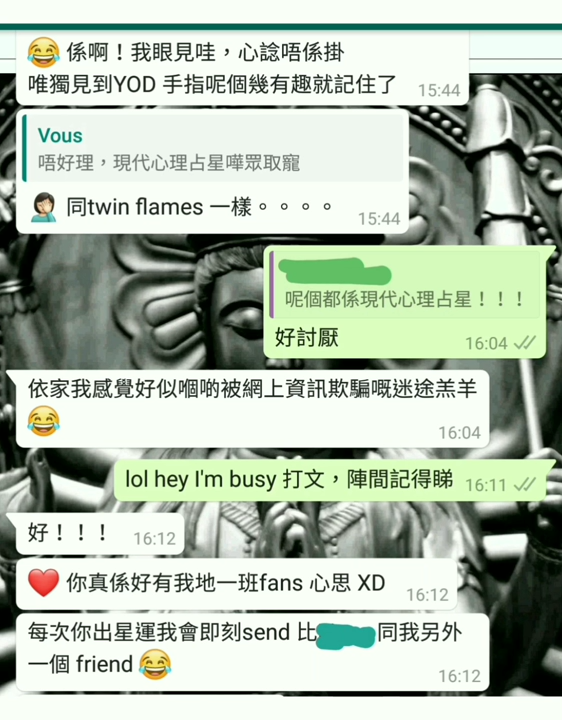 😂 係啊！我眼見哇，心諗唔係掛
唯獨見到YOD 手指呢個幾有趣就記住了
15:44
Vous
唔好理，現代心理占星嘩眾取寵
🤦🏻‍♀️ 同twin flames 一樣。。。。
15:44
呢個都係現代心理占星！！！
好討厭
16:04
依家我感覺好似嗰啲被網上資訊欺騙嘅迷途羔羊
😂
16:04
lol hey I'm busy 打文，陣間記得睇
16:11
好！！！
16:12
❤️ 你真係好有我地一班fans 心思 XD
16:12
每次你出星運我會即刻send 比 同我另外
一個 friend 😂
16:12